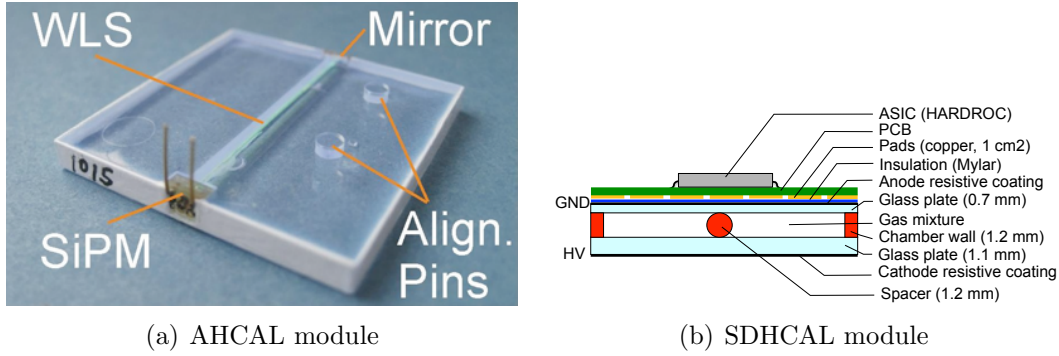 WLS
Mirror
1015
SiPM
Align.
Pins
(a) AHCAL module
ASIC (HARDROC)
PCB
Pads (copper, 1 cm2)
Insulation (Mylar)
Anode resistive coating
GND
Glass plate (0.7 mm)
Gas mixture
Chamber wall (1.2 mm)
Glass plate (1.1 mm)
HV
Cathode resistive coating
Spacer (1.2 mm)
(b) SDHCAL module